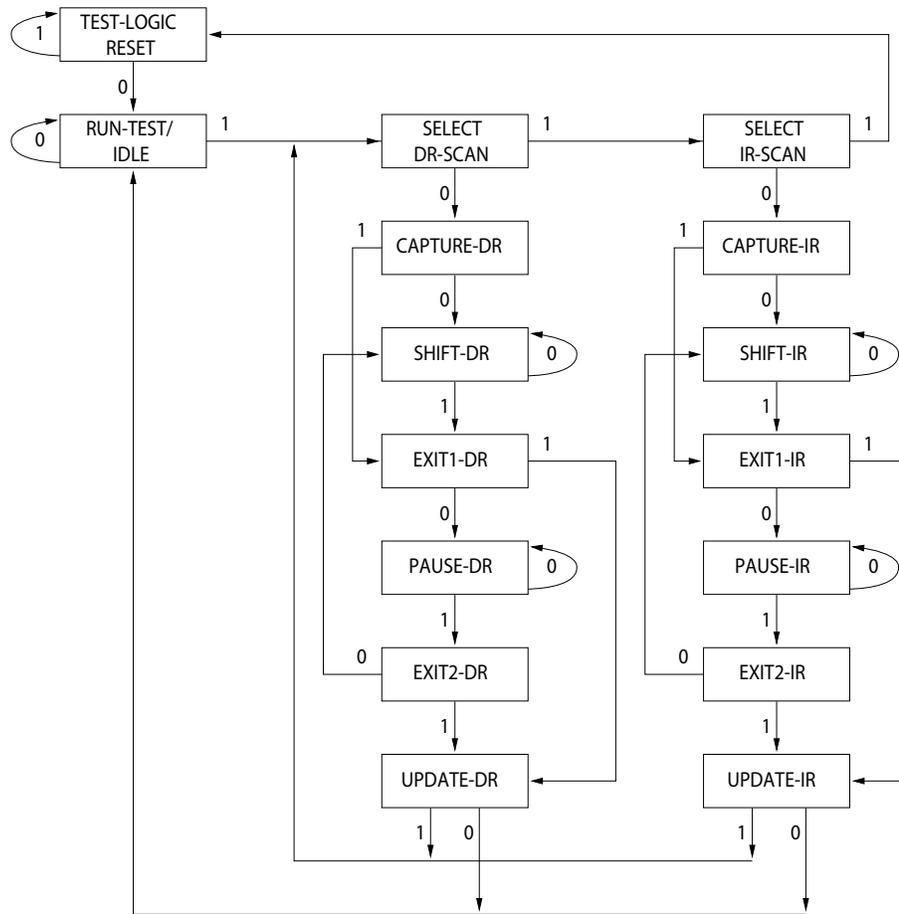 TEST-LOGIC
RESET
1
0
RUN-TEST/
IDLE
0
1
SELECT
DR-SCAN
1
SELECT
IR-SCAN
1
0
0
1
CAPTURE-DR
1
CAPTURE-IR
0
0
SHIFT-DR
0
SHIFT-IR
0
1
1
EXIT1-DR
1
EXIT1-IR
1
0
0
PAUSE-DR
0
PAUSE-IR
0
1
1
0
EXIT2-DR
0
EXIT2-IR
1
1
UPDATE-DR
UPDATE-IR
1
0
1
0